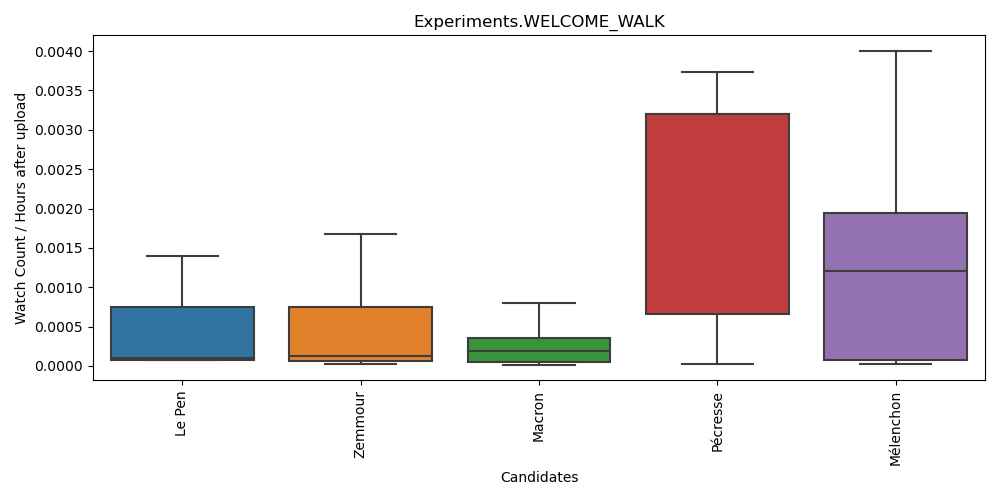 Experiments.WELCOME_WALK
Watch Count / Hours after upload
0.0040
0.0035
0.0030
0.0025
0.0020
0.0015
0.0010
0.0005
0.0000
Le Pen
Zemmour
Macron
Pécresse
Mélenchon
Candidates